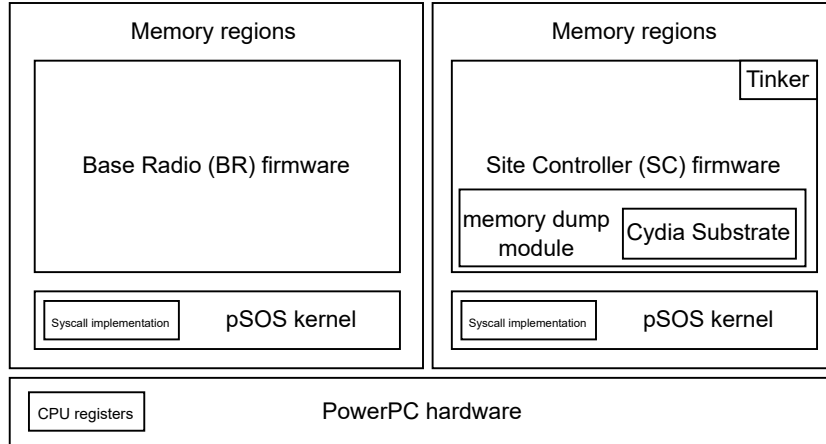 Memory regions
Base Radio (BR) firmware
Syscall implementation
pSOS kernel
Memory regions
Tinker
Site Controller (SC) firmware
memory dump
module
Cydia Substrate
Syscall implementation
pSOS kernel
CPU registers
PowerPC hardware